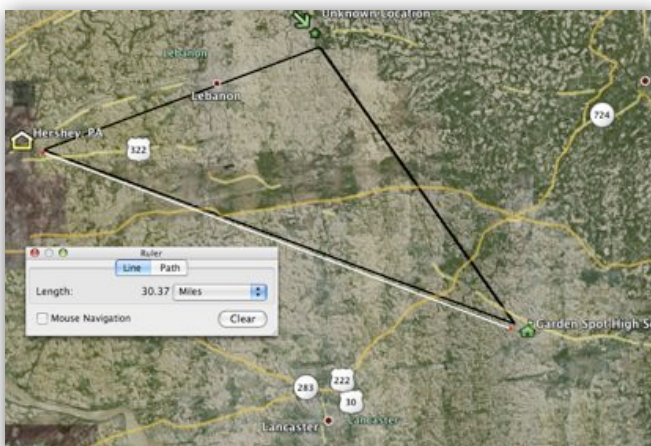 Unknown Location
Lebanon
Lebanon
724
Hershey, PA
322
Ruler
Line
Path
Length:
30.37
Miles
Mouse Navigation
Clear
Garden Spot High S
283
222
30
Lancaster
Lancaster